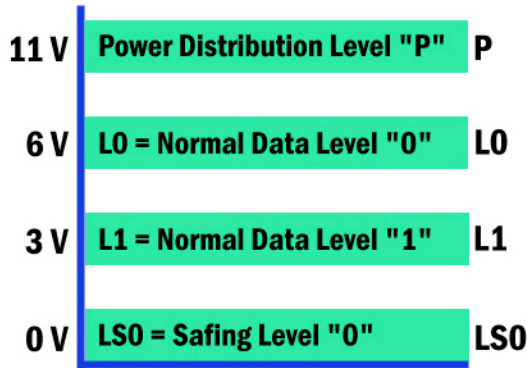 11 V Power Distribution Level "P" P
6 V L0 = Normal Data Level "0" L0
3 V L1 = Normal Data Level "1" L1
0 V LS0 = Safing Level "0" LS0